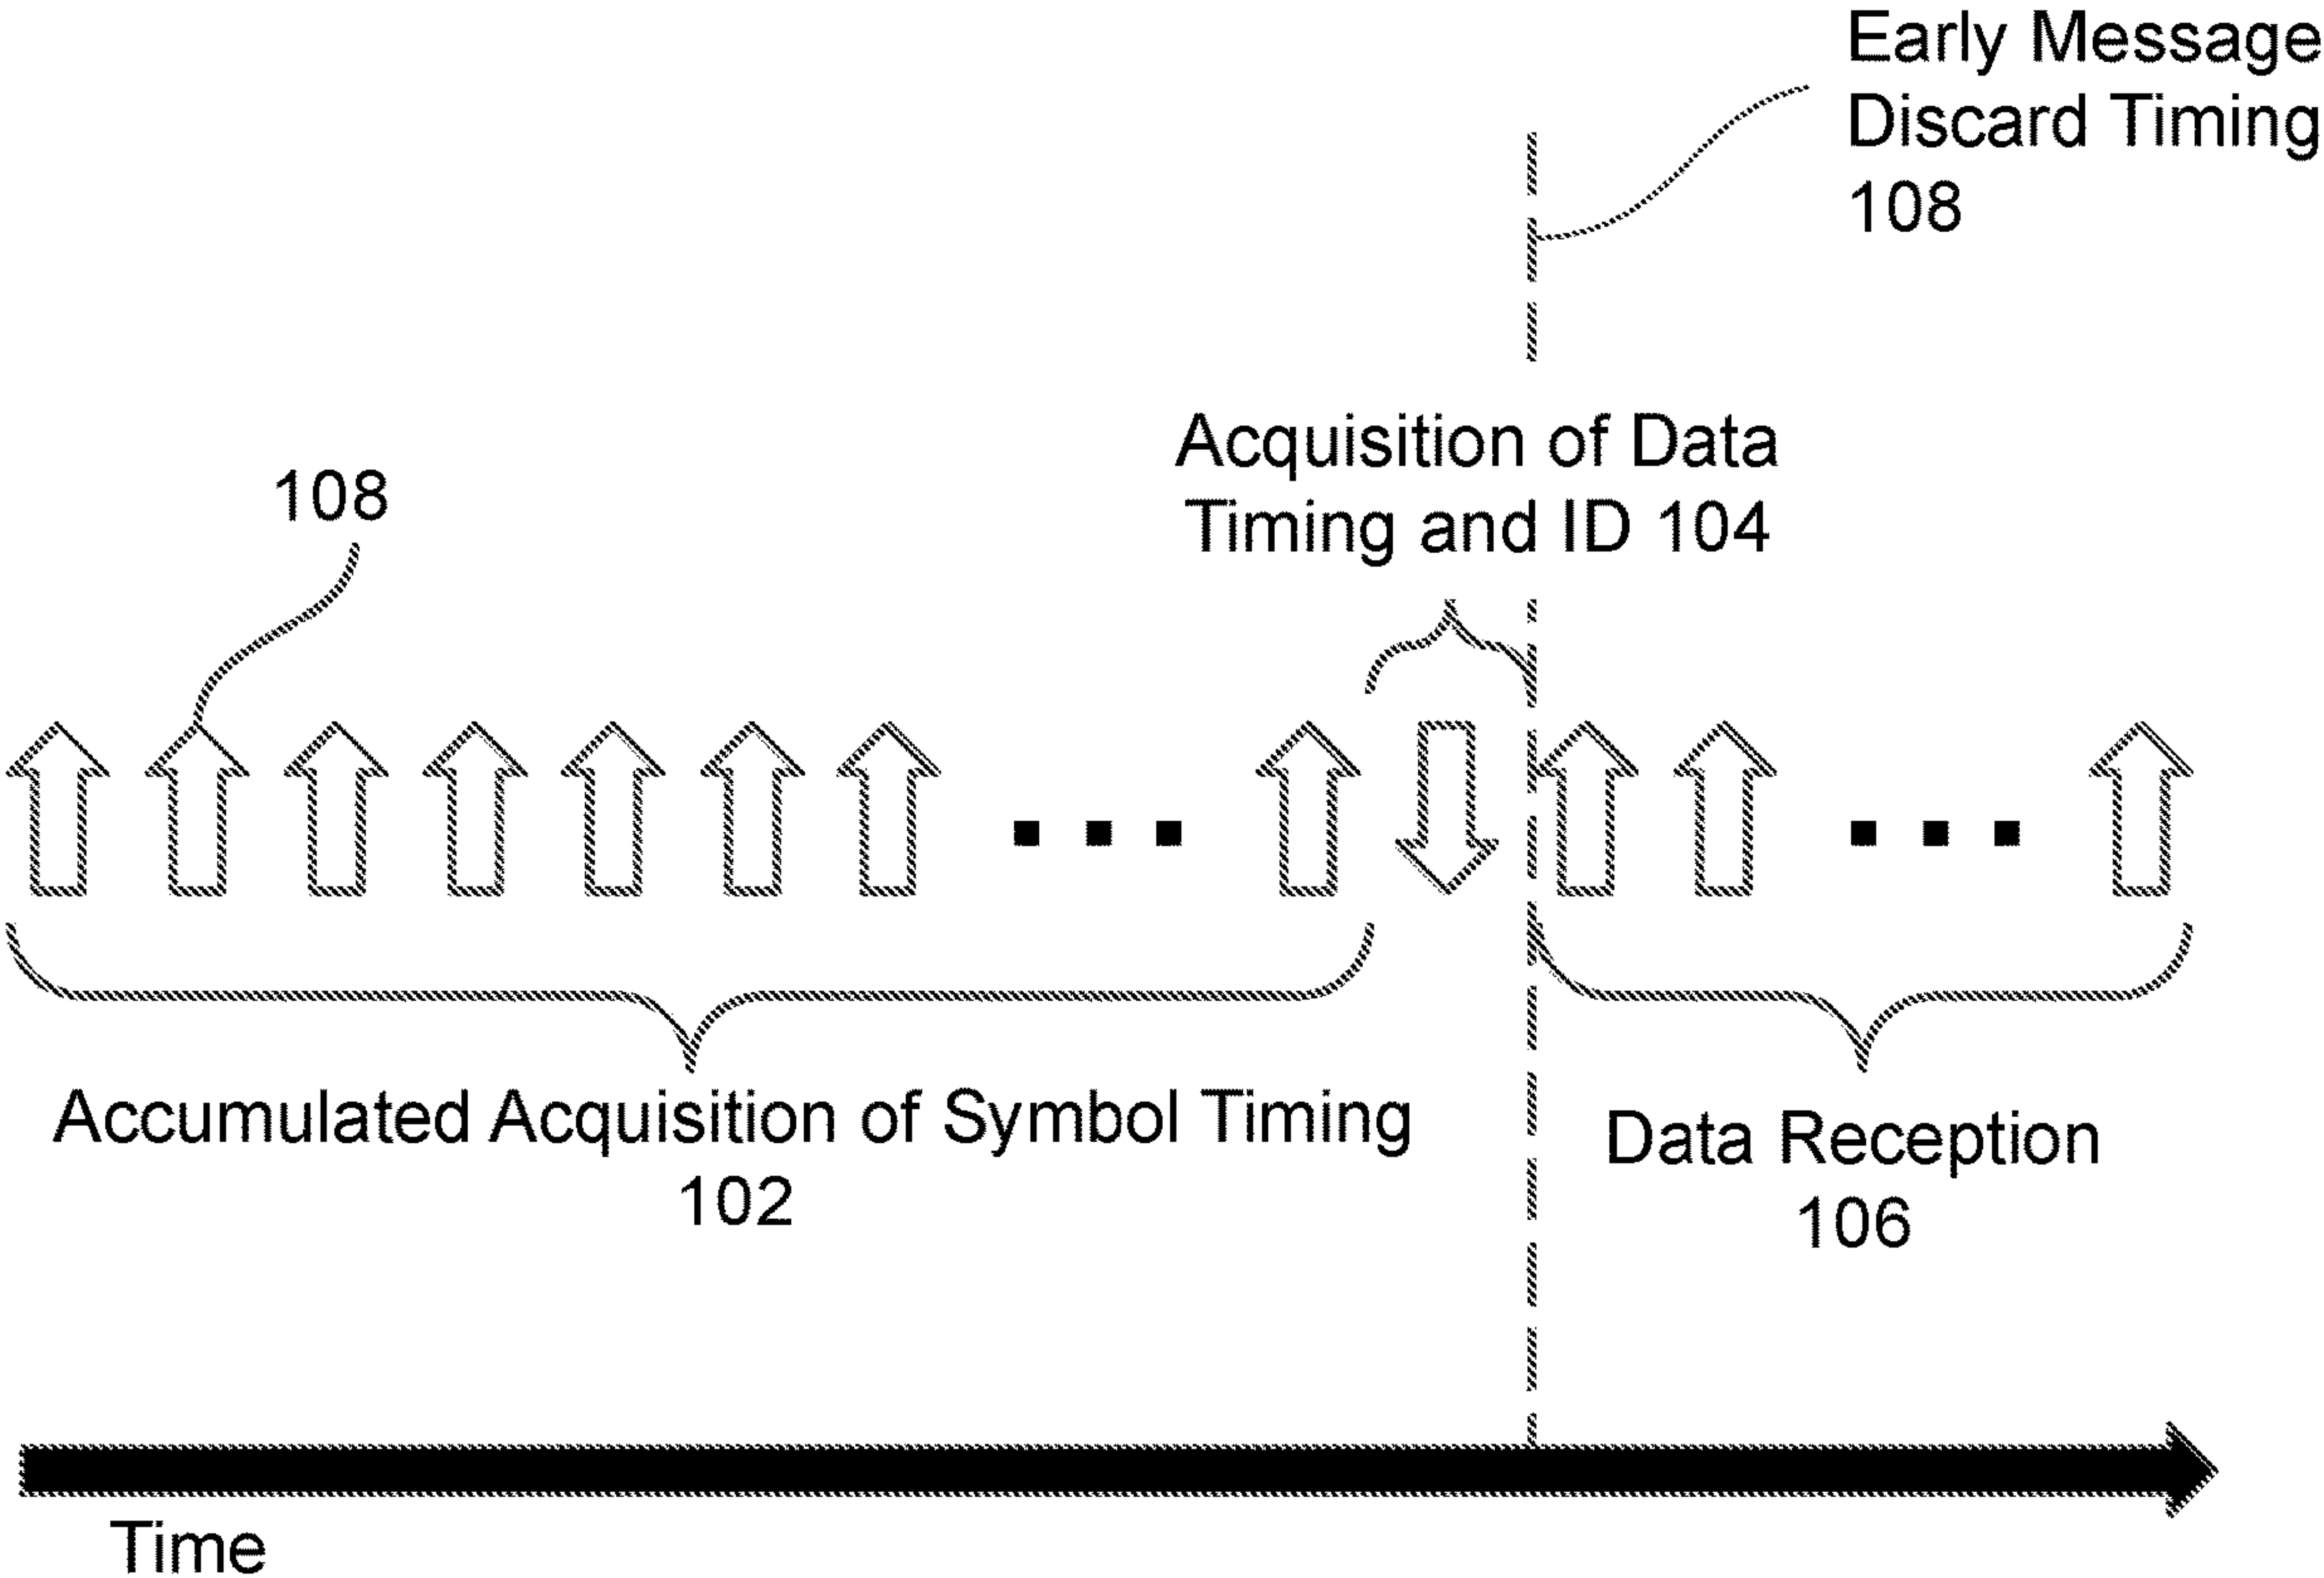 Early Message
Discard Timing
108
Acquisition of Data
Timing and ID 104
108
Accumulated Acquisition of Symbol Timing
102
Data Reception
106
Time